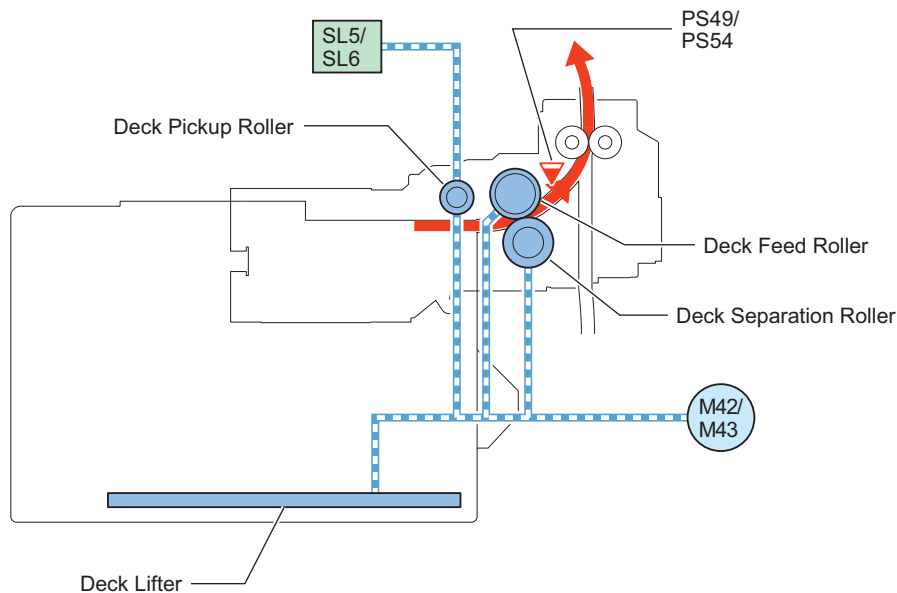 PS49/
PS54
SL5/
SL6
Deck Pickup Roller
Deck Feed Roller
Deck Separation Roller
M42/
M43
Deck Lifter